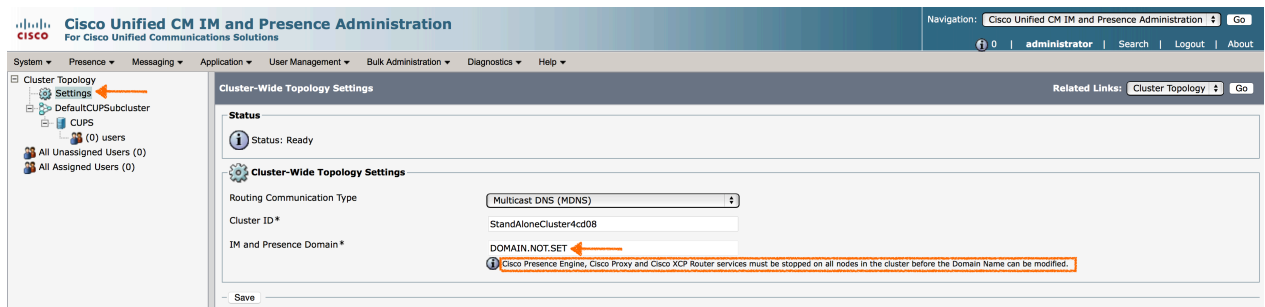 Cisco Unified CM IM and Presence Administration
CISCO
For Cisco Unified Communications Solutions
Navigation: Cisco Unified CM IM and Presence Administration Go
0 | administrator | Search | Logout | About
System Presence Messaging Application User Management Bulk Administration Diagnostics Help
Cluster Topology
Settings
DefaultCUPSubcluster
CUPS
(0) users
All Unassigned Users (0)
All Assigned Users (0)
Cluster-Wide Topology Settings
Related Links: Cluster Topology Go
Status
Status: Ready
Cluster-Wide Topology Settings
Routing Communication Type Multicast DNS (MDNS)
Cluster ID* StandAloneCluster4cd08
IM and Presence Domain* DOMAIN.NOT.SET
Cisco Presence Engine, Cisco Proxy and Cisco XCP Router services must be stopped on all nodes in the cluster before the Domain Name can be modified.
Save